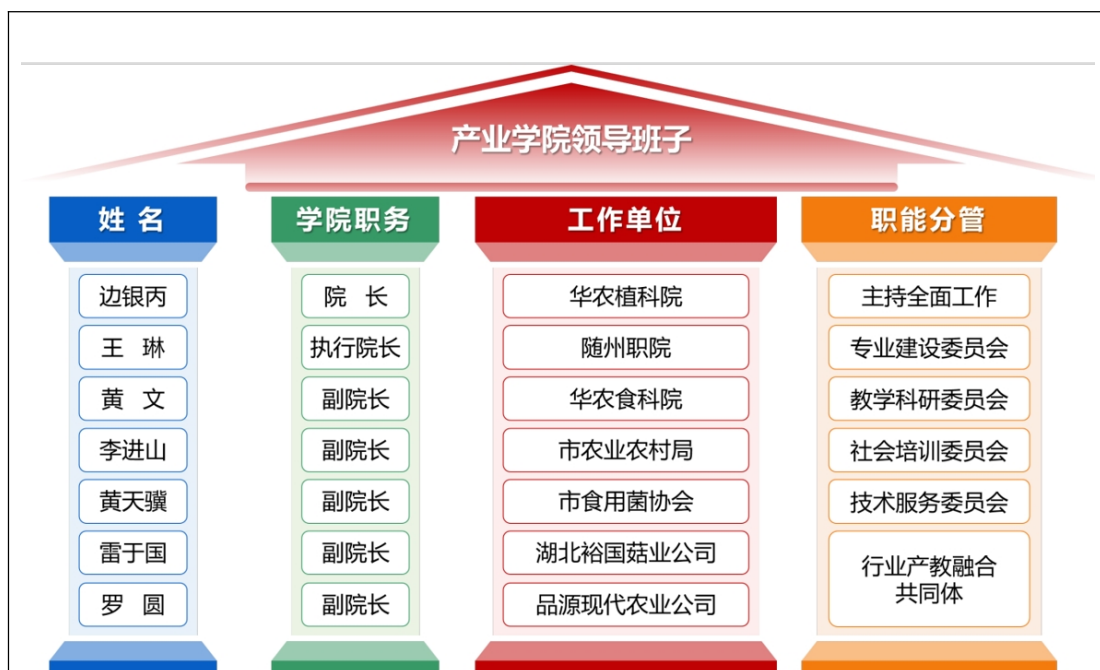 产业学院领导班子
姓 名 学院职务 工作单位 职能分管
边银丙 院 长 华农植科院 主持全面工作
王 琳 执行院长 随州职院 专业建设委员会
黄 文 副院长 华农食科院 教学科研委员会
李进山 副院长 市农业农村局 社会培训委员会
黄天骥 副院长 市食用菌协会 技术服务委员会
雷于国 副院长 湖北裕国菇业公司 行业产教融合
共同体
罗 圆 副院长 品源现代农业公司